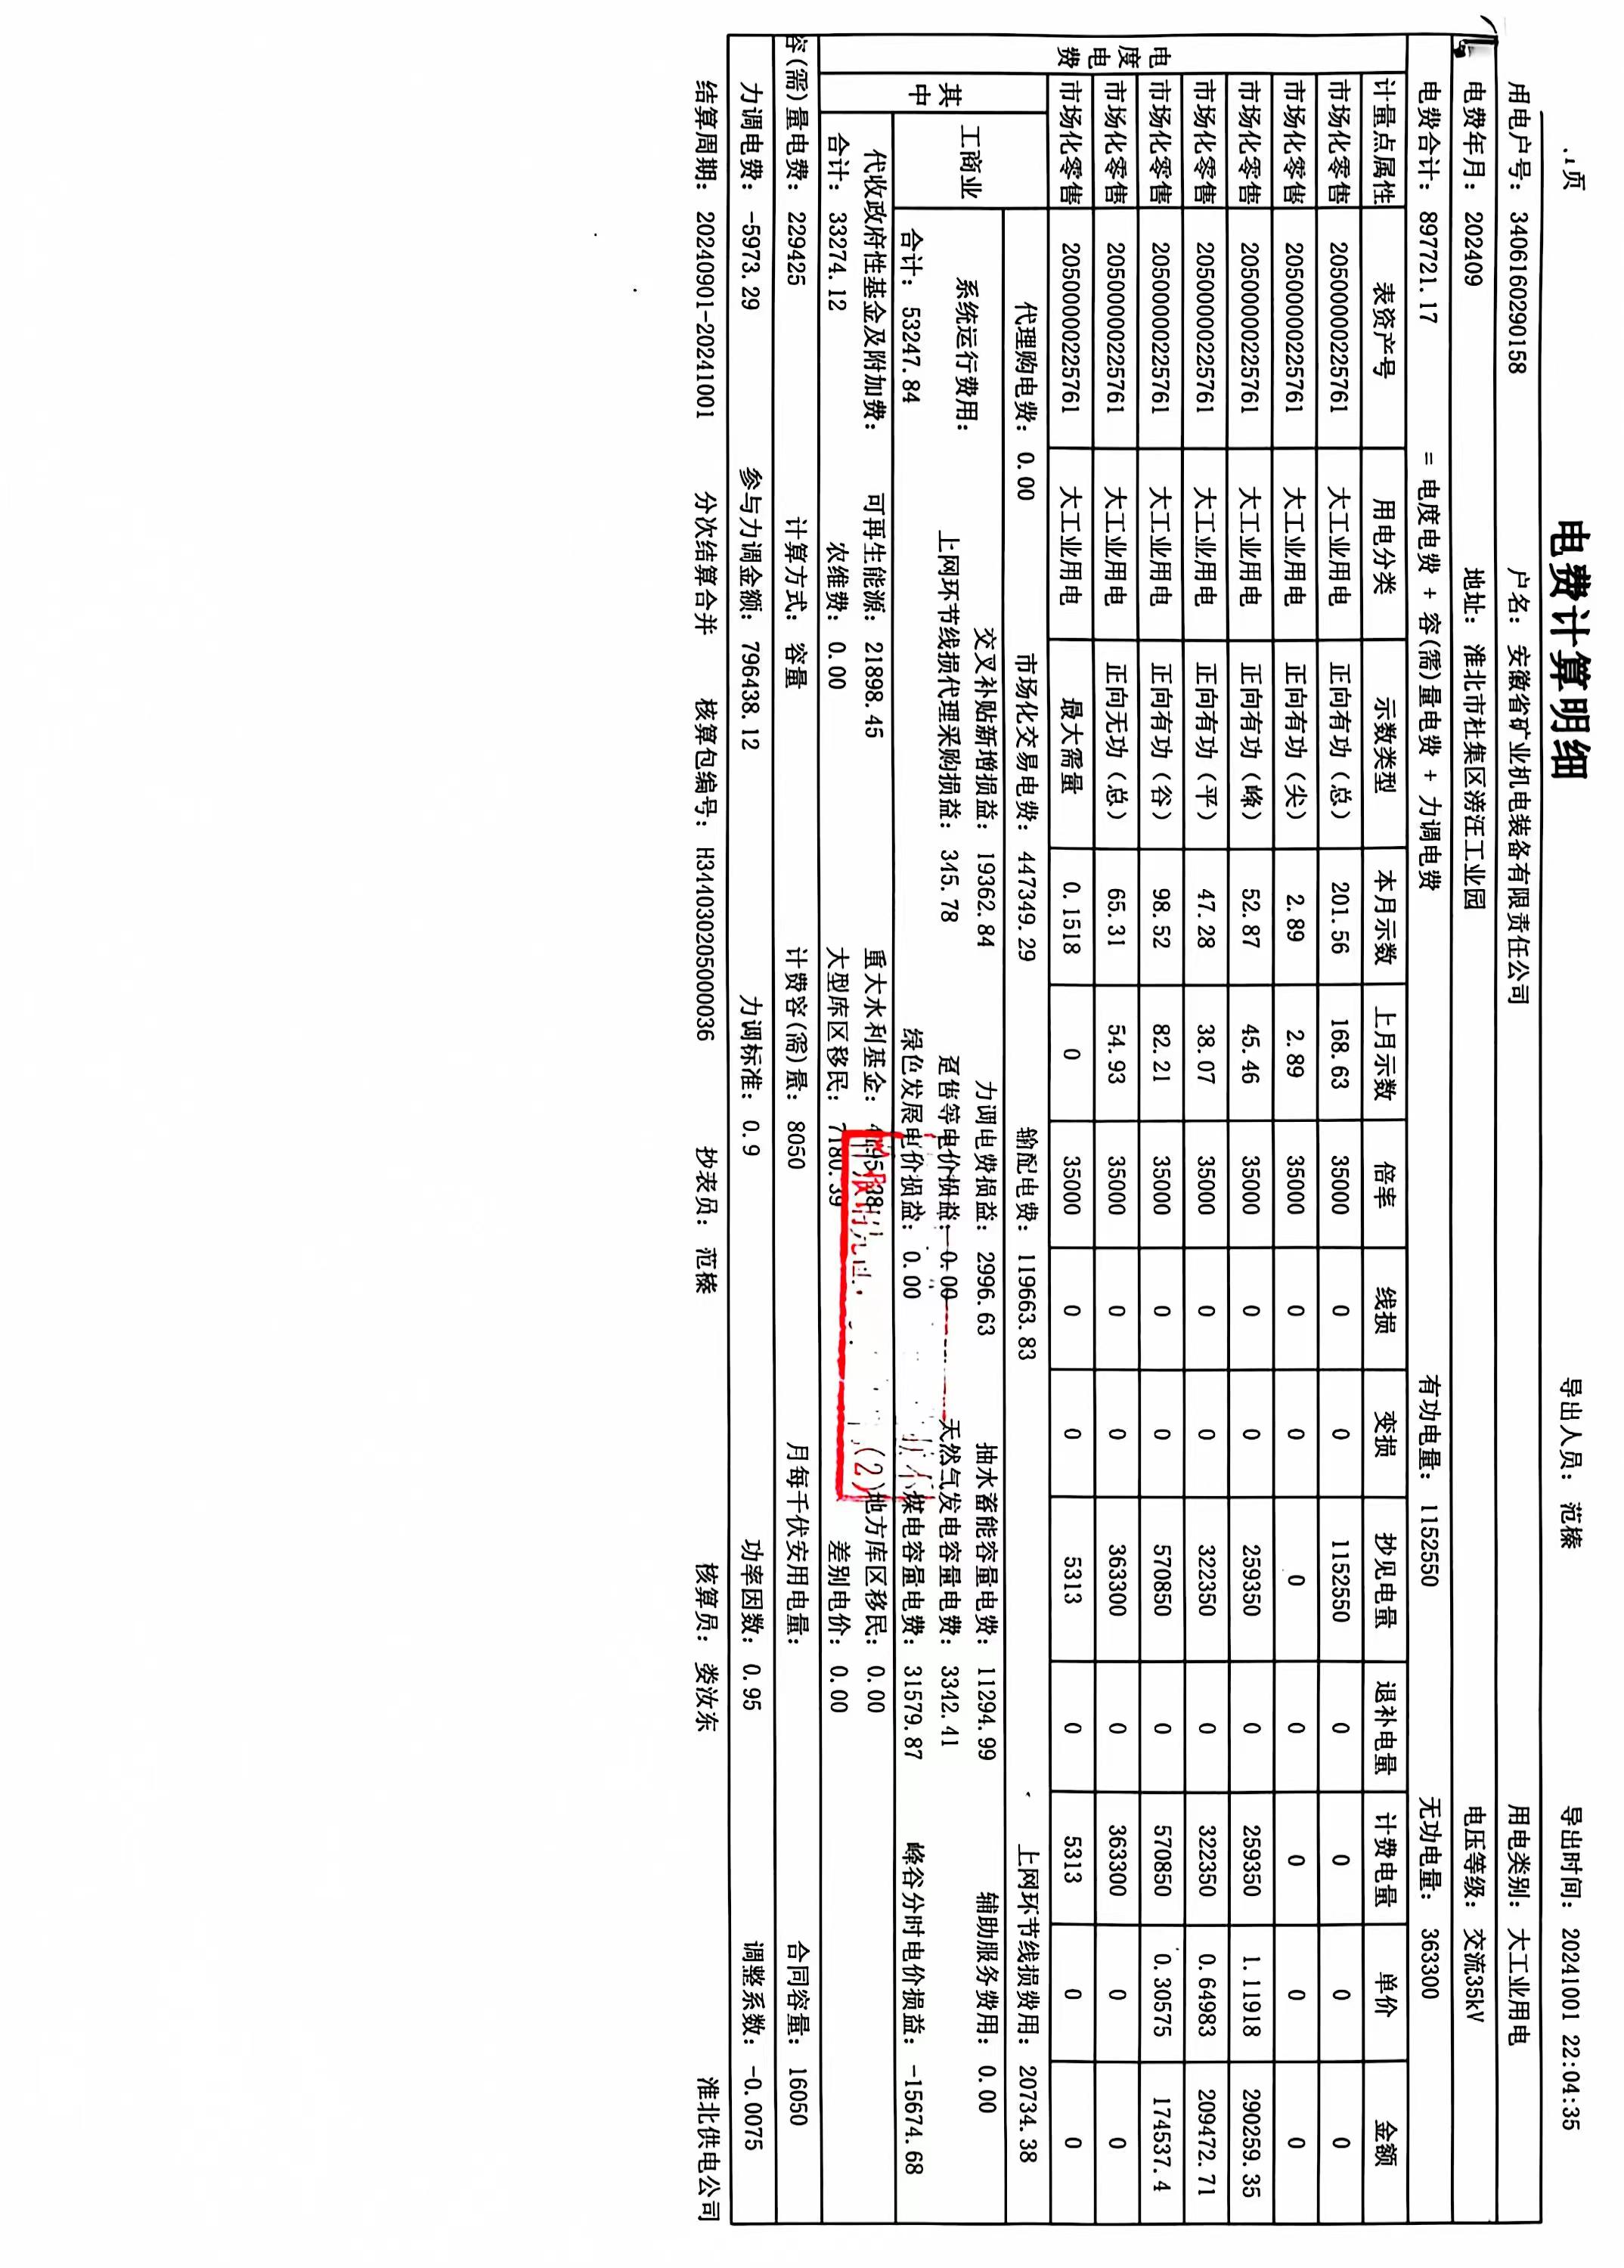 页 电费计算明细 导出人员: 范榛 导出时间: 20241001 22:04:35
用电户号: 3406160290158 户名: 安徽省矿业机电装备有限责任公司 用电类别: 大工业用电
电费年月: 202409 地址: 淮北市杜集区滂汪工业园 电压等级: 交流35kV
电费合计: 897721.17 = 电度电费 + 容(需)量电费 + 力调电费 有功电量: 1152550 无功电量: 363300
电度电费
计量点属性 表资产号 用电分类 示数类型 本月示数 上月示数 倍率 线损 变损 抄见电量 退补电量 计费电量 单价 金额
市场化零售 20500000225761 大工业用电 正向有功（总） 201.56 168.63 35000 0 0 1152550 0 0 0 0
市场化零售 20500000225761 大工业用电 正向有功（尖） 2.89 2.89 35000 0 0 0 0 0 0 0
市场化零售 20500000225761 大工业用电 正向有功（峰） 52.87 45.46 35000 0 0 259350 0 259350 1.11918 290259.35
市场化零售 20500000225761 大工业用电 正向有功（平） 47.28 38.07 35000 0 0 322350 0 322350 0.64983 209472.71
市场化零售 20500000225761 大工业用电 正向有功（谷） 98.52 82.21 35000 0 0 570850 0 570850 0.30575 174537.4
市场化零售 20500000225761 大工业用电 正向无功（总） 65.31 54.93 35000 0 0 363300 0 363300 0 0
市场化零售 20500000225761 大工业用电 最大需量 0.1518 0 35000 0 0 5313 0 5313 0 0
其中
工商业
代理购电费: 0.00 市场化交易电费: 447349.29 输配电费: 119663.83 上网环节线损费用: 20734.38
系统运行费用: 交叉补贴新增损益: 19362.84 力调电费损益: 2996.63 抽水蓄能容量电费: 11294.99 辅助服务费用: 0.00
上网环节线损代理采购损益: 345.78 趸售等电价损益: 0.00 天然气发电容量电费: 3342.41
合计: 53247.84 绿色发展电价损益: 0.00 煤电容量电费: 31579.87 峰谷分时电价损益: -15674.68
代收政府性基金及附加费: 可再生能源: 21898.45 重大水利基金: (2) 地方库区移民: 0.00
合计: 33274.12 农维费: 0.00 大型库区移民: 7180.39 差别电价: 0.00
容(需)量电费: 229425 计算方式: 容量 计费容(需)量: 8050 月每千伏安用电量: 合同容量: 16050
力调电费: -5973.29 参与力调金额: 796438.12 力调标准: 0.9 功率因数: 0.95 调整系数: -0.0075
结算周期: 20240901-20241001 分次结算合并 核算包编号: H344030205000036 抄表员: 范榛 核算员: 娄汝东 淮北供电公司